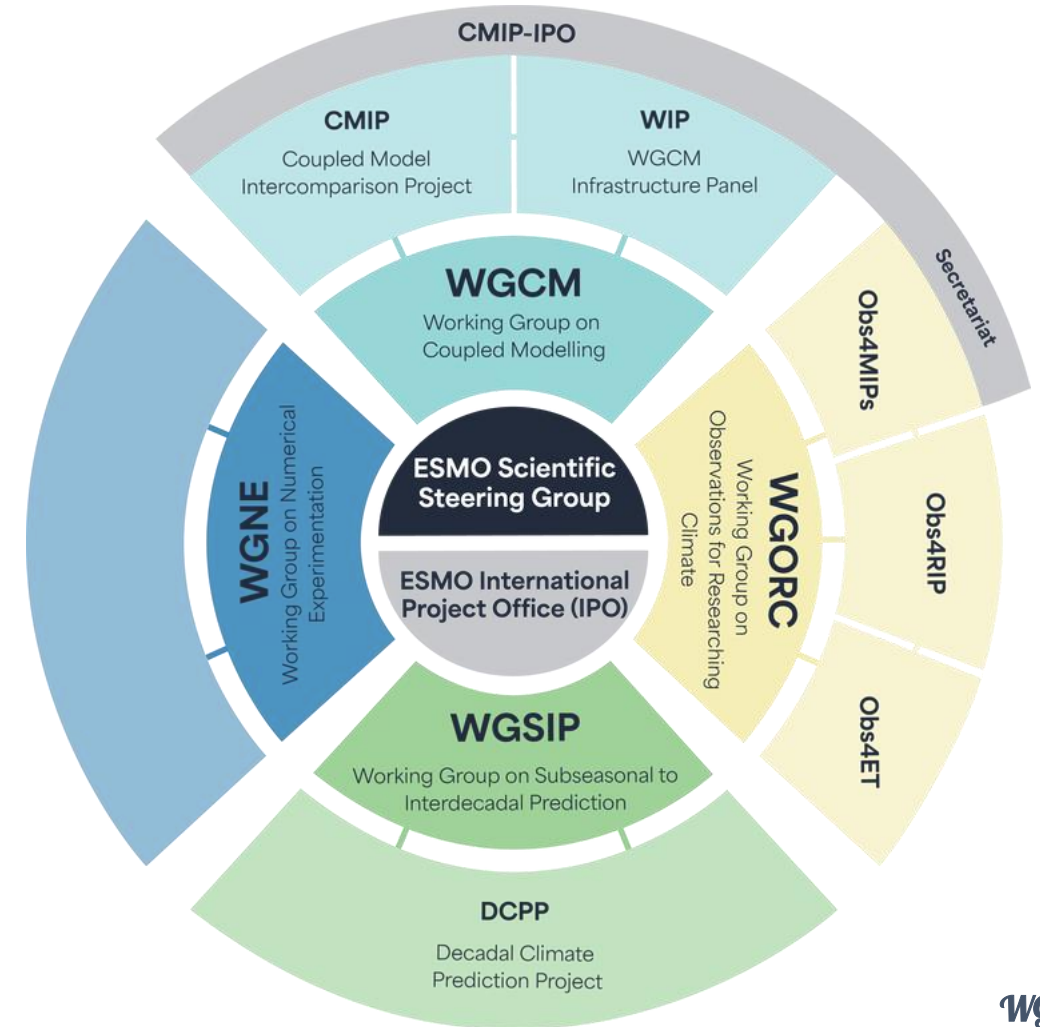 CMIP-IPO
CMIP
Coupled Model
Intercomparison Project
WIP
WGCM
Infrastructure Panel
Secretariat
WGCM
Working Group on
Coupled Modelling
Obs4MIPs
ESMO Scientific
Steering Group
ESMO International
Project Office (IPO)
WGNE
Working Group on Numerical
Experimentation
WGORC
Working Group on
Observations for Researching
Climate
Obs4RIP
Obs4ET
WGSIP
Working Group on Subseasonal to
Interdecadal Prediction
DCPP
Decadal Climate
Prediction Project